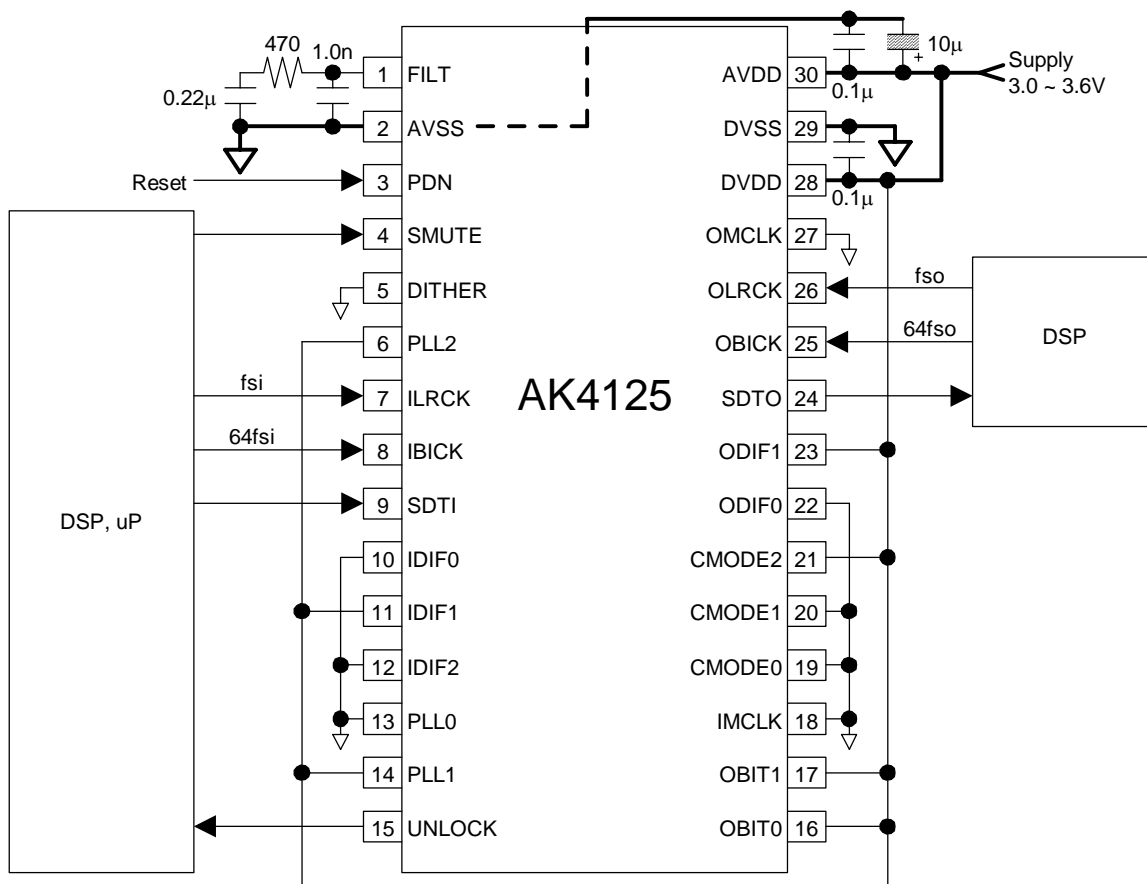 470
1.0n
0.22μ
10μ
+
0.1μ
Supply
3.0 ~ 3.6V
0.1μ
Reset
AK4125
1 FILT
2 AVSS
3 PDN
4 SMUTE
5 DITHER
6 PLL2
7 ILRCK
8 IBICK
9 SDTI
10 IDIF0
11 IDIF1
12 IDIF2
13 PLL0
14 PLL1
15 UNLOCK
AVDD 30
DVSS 29
DVDD 28
OMCLK 27
OLRCK 26
OBICK 25
SDTO 24
ODIF1 23
ODIF0 22
CMODE2 21
CMODE1 20
CMODE0 19
IMCLK 18
OBIT1 17
OBIT0 16
fsi
64fsi
DSP, uP
fso
64fso
DSP